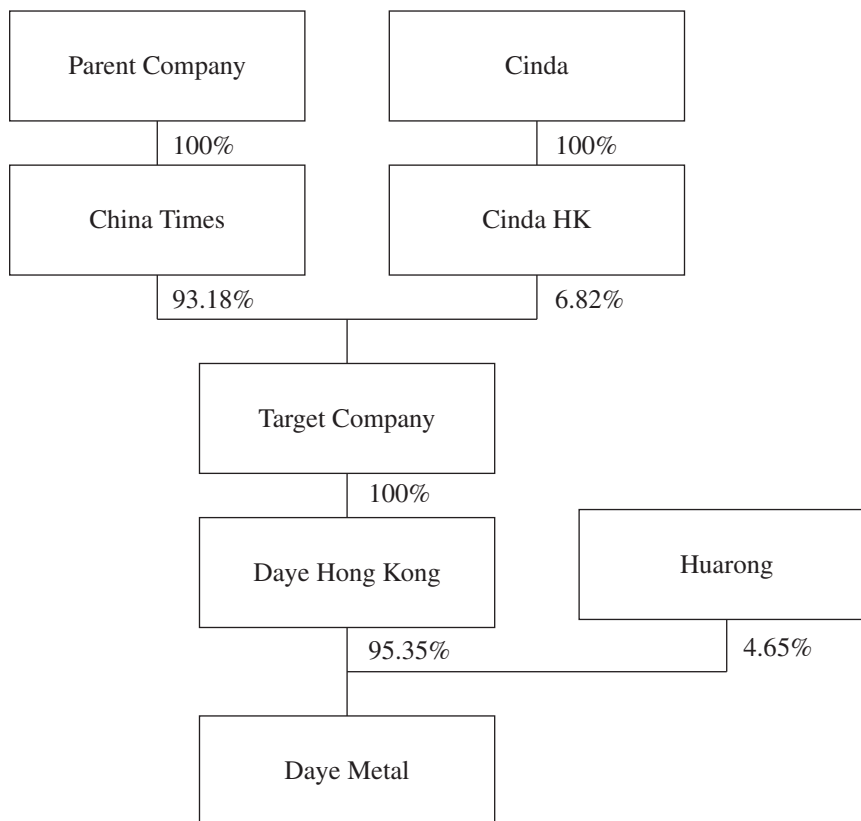 Parent Company
Cinda
100%
100%
China Times
Cinda HK
93.18%
6.82%
Target Company
100%
Daye Hong Kong
Huarong
95.35%
4.65%
Daye Metal